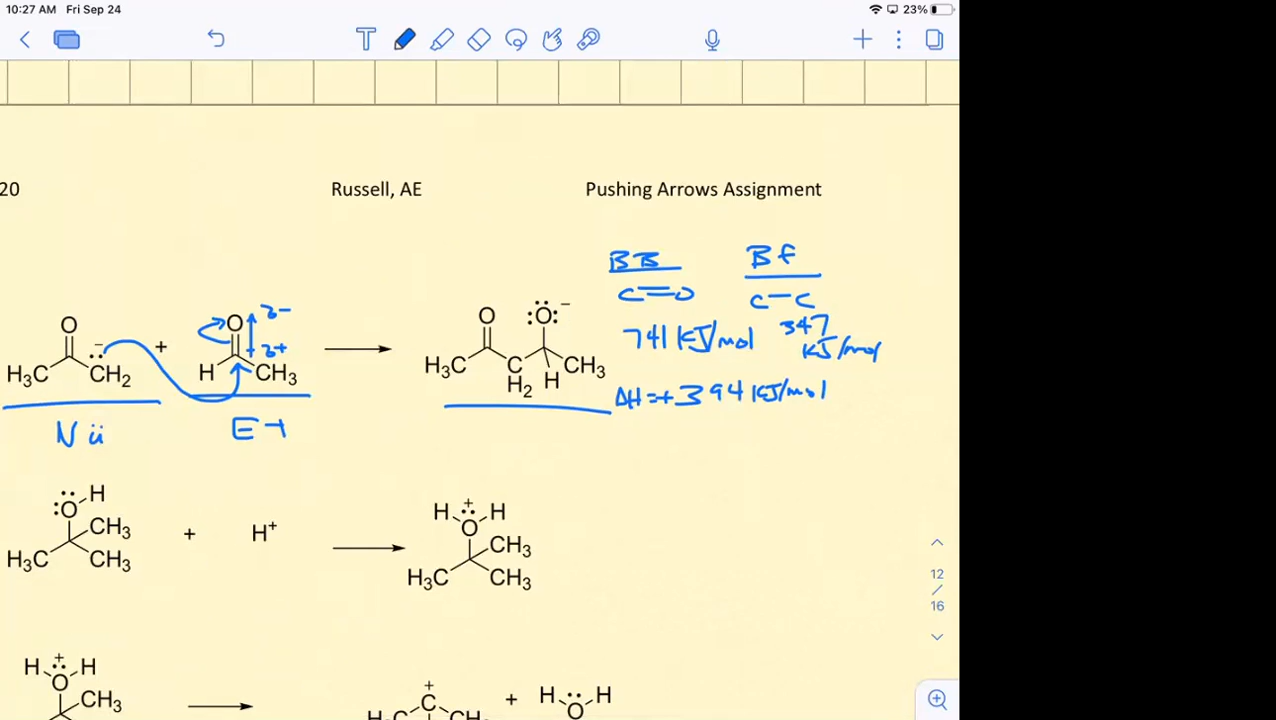 10:27 AM Fri Sep 24
23%
T
20 Russell, AE Pushing Arrows Assignment
BB Bf
C=O C-C
741 kJ/mol 347 kJ/mol
ΔH=+394 kJ/mol
O
H₃C
‥ −
CH₂
+
O
δ−
δ+
H
CH₃
O
H₃C
C
H₂
:Ö: −
H
CH₃
Nü
E+
:Ö H
CH₃
H₃C CH₃
+ H⁺
+
H Ö H
CH₃
H₃C CH₃
12
/
16
+
H Ö H
CH₃
+
C
+ H Ö H